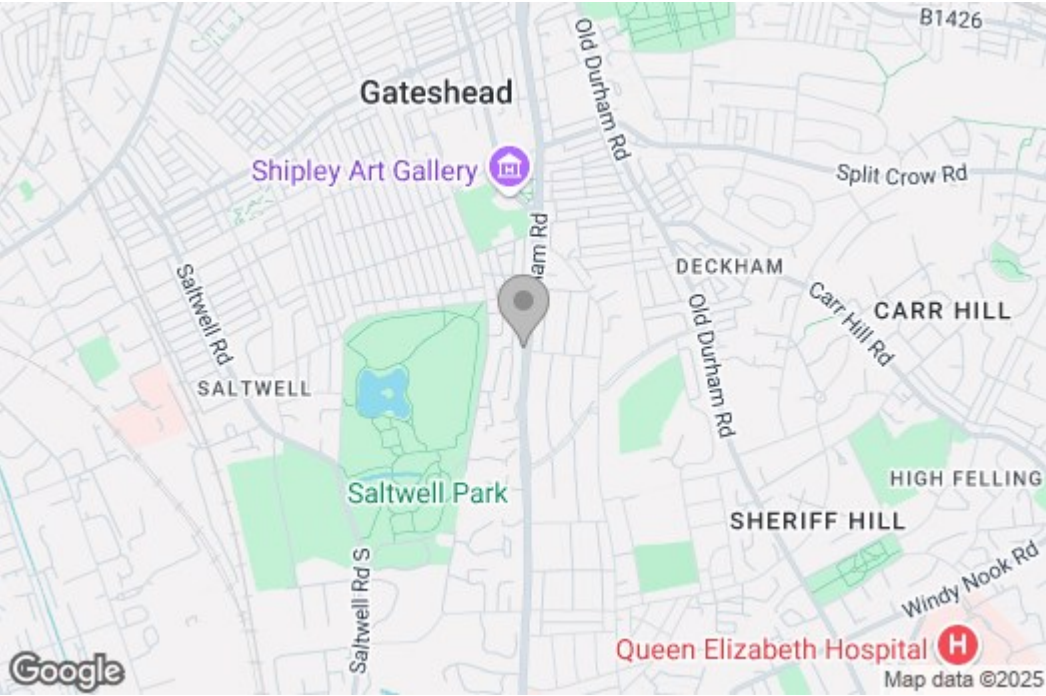 B1426
Old Durham Rd
Gateshead
Shipley Art Gallery
Split Crow Rd
ham Rd
DECKHAM
Saltwell Rd
Carr Hill Rd
CARR HILL
Old Durham Rd
SALTWELL
HIGH FELLING
Saltwell Park
SHERIFF HILL
Saltwell Rd S
Windy Nook Rd
Queen Elizabeth Hospital
H
Google
Map data ©2025